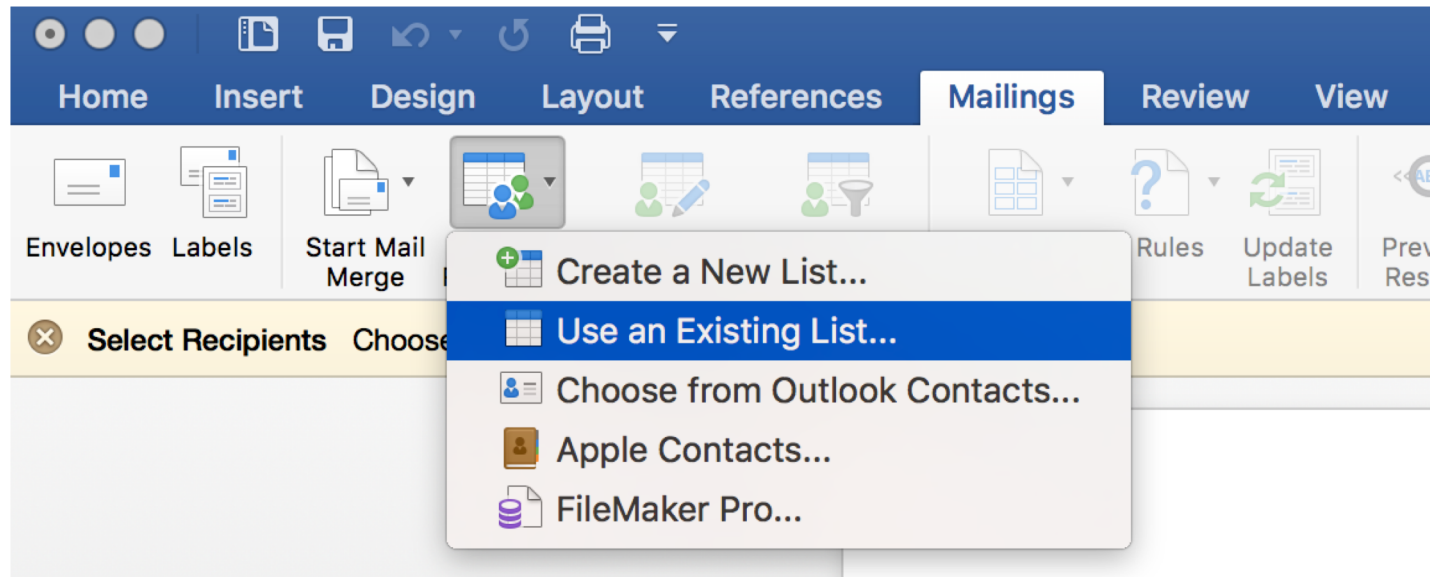 Home Insert Design Layout References Mailings Review View
Envelopes Labels Start Mail Merge Rules Update Labels
Create a New List...
Select Recipients Choose
Use an Existing List...
Choose from Outlook Contacts...
Apple Contacts...
FileMaker Pro...